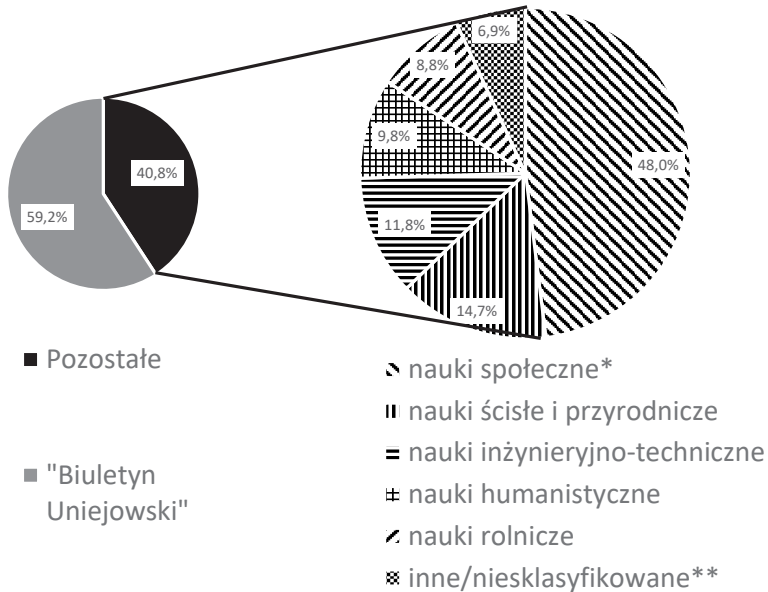 6,9%
8,8%
9,8%
48,0%
40,8%
59,2%
11,8%
14,7%
Pozostałe
"Biuletyn
Uniejowski"
nauki społeczne*
nauki ścisłe i przyrodnicze
nauki inżynieryjno-techniczne
nauki humanistyczne
nauki rolnicze
inne/niesklasyfikowane**